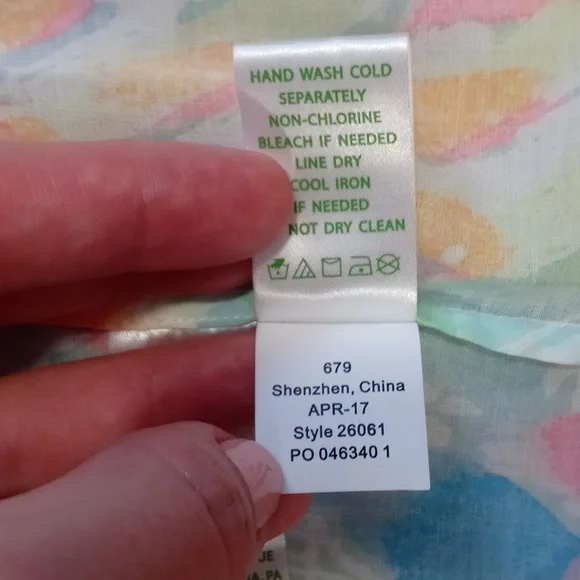 HAND WASH COLD
SEPARATELY
NON-CHLORINE
BLEACH IF NEEDED
LINE DRY
COOL IRON
IF NEEDED
NOT DRY CLEAN
679
Shenzhen, China
APR-17
Style 26061
PO 046340 1
PA